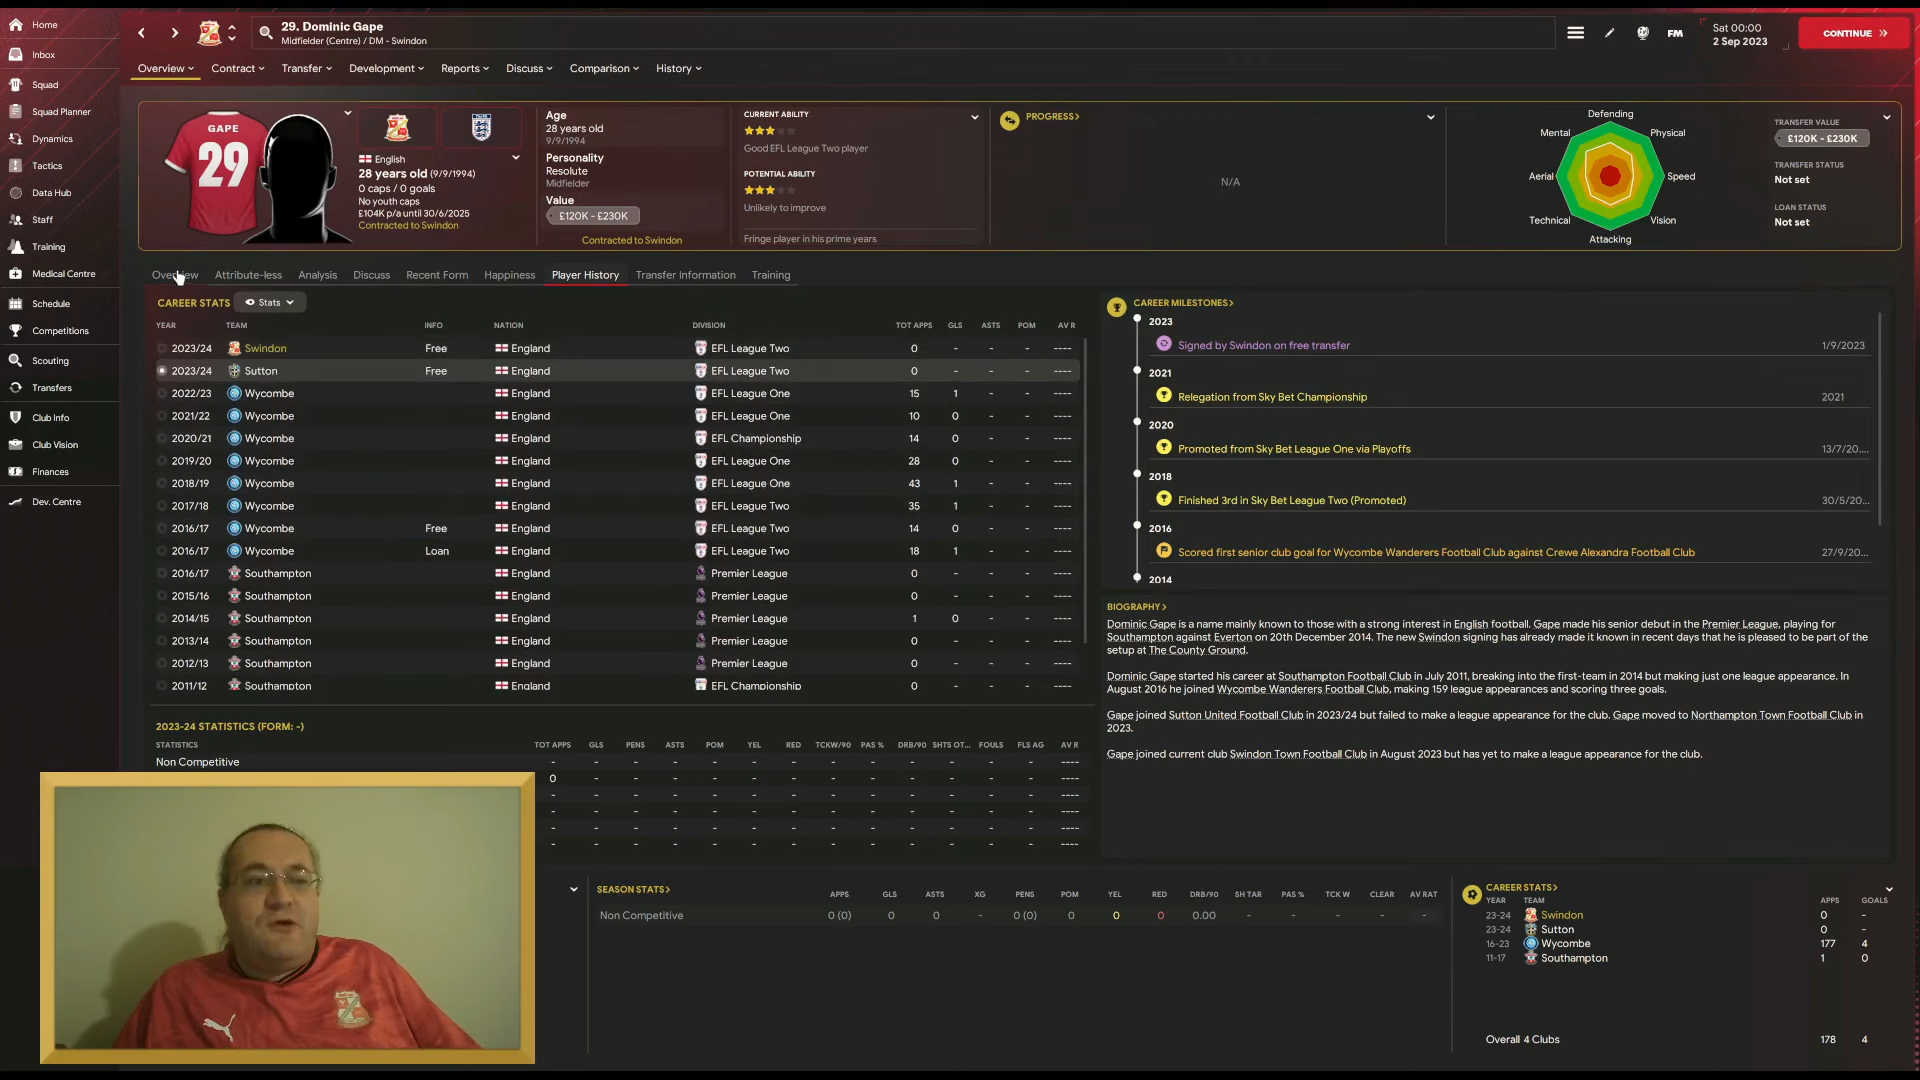 Home
Inbox
Squad
Squad Planner
Dynamics
Tactics
Data Hub
Staff
Training
Medical Centre
Schedule
Competitions
Scouting
Transfers
Club Info
Club Vision
Finances
Dev. Centre
29. Dominic Gape
Midfielder (Centre) / DM - Swindon
FM
Sat 00:00
2 Sep 2023
CONTINUE
Overview Contract Transfer Development Reports Discuss Comparison History
GAPE
29
English
28 years old (9/9/1994)
0 caps / 0 goals
No youth caps
£104K p/a until 30/6/2025
Contracted to Swindon
Age
28 years old
9/9/1994
Personality
Resolute
Midfielder
Value
£120K - £230K
Contracted to Swindon
CURRENT ABILITY
Good EFL League Two player
POTENTIAL ABILITY
Unlikely to improve
Fringe player in his prime years
PROGRESS>
N/A
Defending
Mental Physical
Aerial Speed
Technical Vision
Attacking
TRANSFER VALUE
£120K - £230K
TRANSFER STATUS
Not set
LOAN STATUS
Not set
Overview Attribute-less Analysis Discuss Recent Form Happiness Player History Transfer Information Training
CAREER STATS Stats
YEAR TEAM INFO NATION DIVISION TOT APPS GLS ASTS POM AV R
2023/24 Swindon Free England EFL League Two 0 - - - ----
2023/24 Sutton Free England EFL League Two 0 - - - ----
2022/23 Wycombe England EFL League One 15 1 - - ----
2021/22 Wycombe England EFL League One 10 0 - - ----
2020/21 Wycombe England EFL Championship 14 0 - - ----
2019/20 Wycombe England EFL League One 28 0 - - ----
2018/19 Wycombe England EFL League One 43 1 - - ----
2017/18 Wycombe England EFL League Two 35 1 - - ----
2016/17 Wycombe Free England EFL League Two 14 0 - - ----
2016/17 Wycombe Loan England EFL League Two 18 1 - - ----
2016/17 Southampton England Premier League 0 - - - ----
2015/16 Southampton England Premier League 0 - - - ----
2014/15 Southampton England Premier League 1 0 - - ----
2013/14 Southampton England Premier League 0 - - - ----
2012/13 Southampton England Premier League 0 - - - ----
2011/12 Southampton England EFL Championship 0 - - - ----
CAREER MILESTONES>
2023
Signed by Swindon on free transfer 1/9/2023
2021
Relegation from Sky Bet Championship 2021
2020
Promoted from Sky Bet League One via Playoffs 13/7/20....
2018
Finished 3rd in Sky Bet League Two (Promoted) 30/5/20...
2016
Scored first senior club goal for Wycombe Wanderers Football Club against Crewe Alexandra Football Club 27/9/20...
2014
BIOGRAPHY>
Dominic Gape is a name mainly known to those with a strong interest in English football. Gape made his senior debut in the Premier League, playing for
Southampton against Everton on 20th December 2014. The new Swindon signing has already made it known in recent days that he is pleased to be part of the
setup at The County Ground.
Dominic Gape started his career at Southampton Football Club in July 2011, breaking into the first-team in 2014 but making just one league appearance. In
August 2016 he joined Wycombe Wanderers Football Club, making 159 league appearances and scoring three goals.
Gape joined Sutton United Football Club in 2023/24 but failed to make a league appearance for the club. Gape moved to Northampton Town Football Club in
2023.
Gape joined current club Swindon Town Football Club in August 2023 but has yet to make a league appearance for the club.
2023-24 STATISTICS (FORM: -)
STATISTICS TOT APPS GLS PENS ASTS POM YEL RED TCKW/90 PAS % DRB/90 SHTS OT... FOULS FLS AG AV R
Non Competitive - - - - - - - - - - - - - ----
0 - - - - - - - - - - - - ----
- - - - - - - - - - - - - ----
- - - - - - - - - - - - - ----
- - - - - - - - - - - - - ----
- - - - - - - - - - - - - ----
SEASON STATS> APPS GLS ASTS XG PENS POM YEL RED DRB/90 SH TAR PAS % TCK W CLEAR AV RAT
Non Competitive 0 (0) 0 0 - 0 (0) 0 0 0 0.00 - - - - -
CAREER STATS>
YEAR TEAM APPS GOALS
23-24 Swindon 0 -
23-24 Sutton 0 -
16-23 Wycombe 177 4
11-17 Southampton 1 0
Overall 4 Clubs 178 4